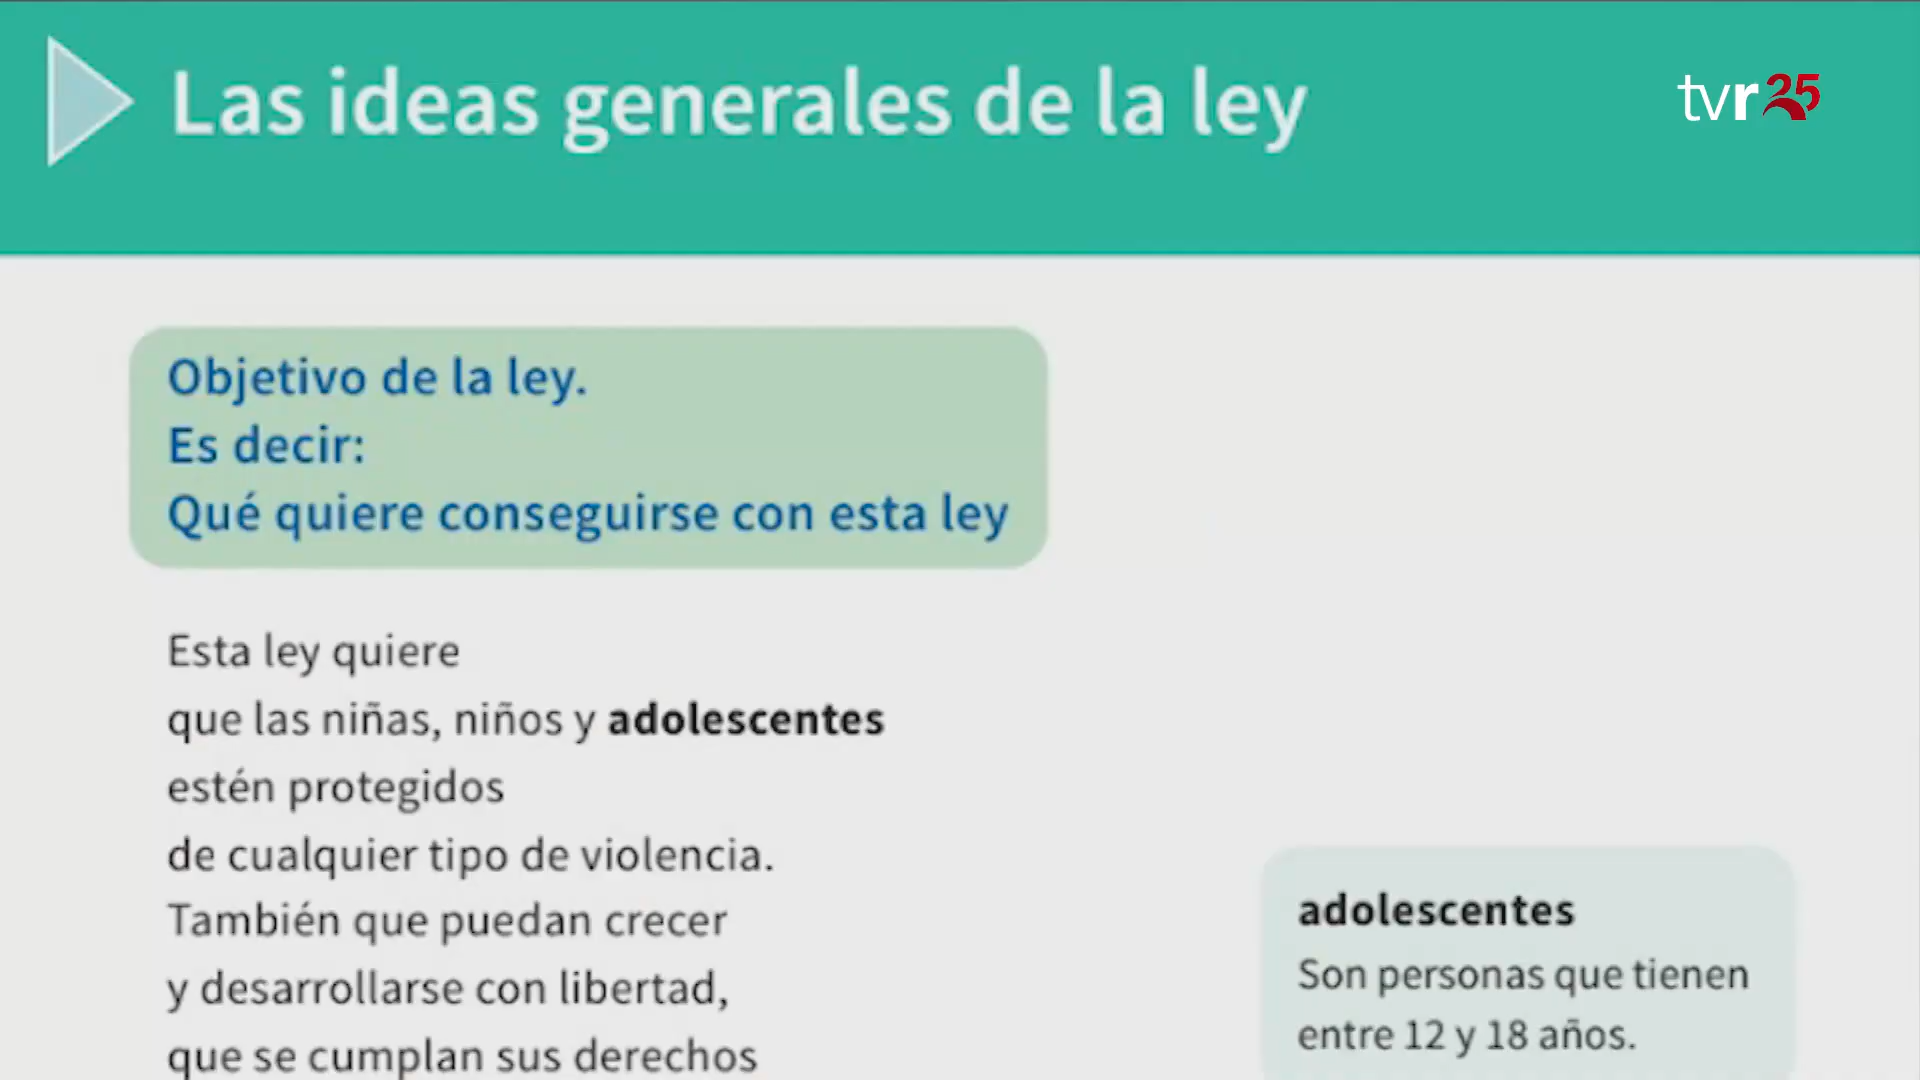 Las ideas generales de la ley
tvr25
Objetivo de la ley.
Es decir:
Qué quiere conseguirse con esta ley
Esta ley quiere
que las niñas, niños y adolescentes
estén protegidos
de cualquier tipo de violencia.
También que puedan crecer
y desarrollarse con libertad,
que se cumplan sus derechos
adolescentes
Son personas que tienen
entre 12 y 18 años.